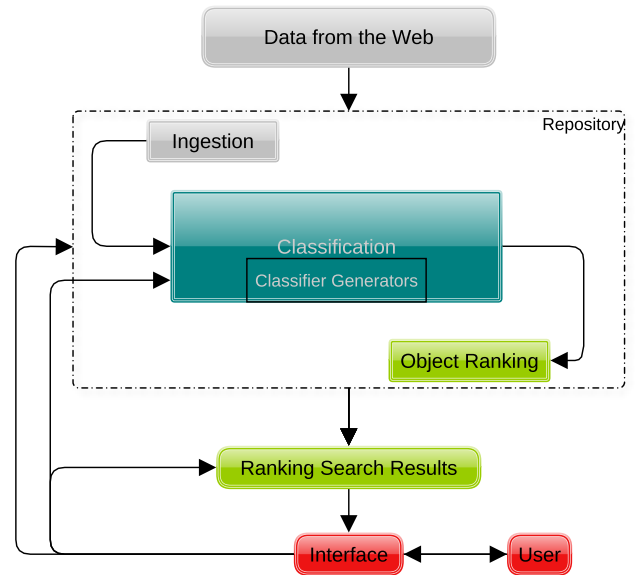 Data from the Web
Repository
Ingestion
Classification
Classifier Generators
Object Ranking
Ranking Search Results
Interface
User